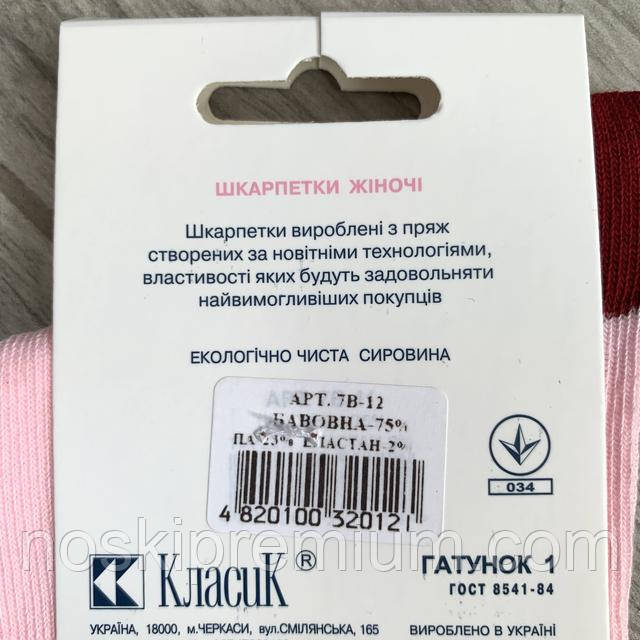 ШКАРПЕТКИ ЖІНОЧІ
Шкарпетки вироблені з пряж
створених за новітніми технологіями,
властивості яких будуть задовольняти
найвимогливіших покупців
ЕКОЛОГІЧНО ЧИСТА СИРОВИНА
АРТ. 7В-12
БАВОВНА-75%
ПА-23% ЕЛАСТАН-2%
4 820100 320121
034
КласиК ®
ГАТУНОК 1
ГОСТ 8541-84
УКРАЇНА, 18000, м.ЧЕРКАСИ, вул.СМІЛЯНСЬКА, 165
ВИРОБЛЕНО В УКРАЇНІ
noskipremium.com.ua